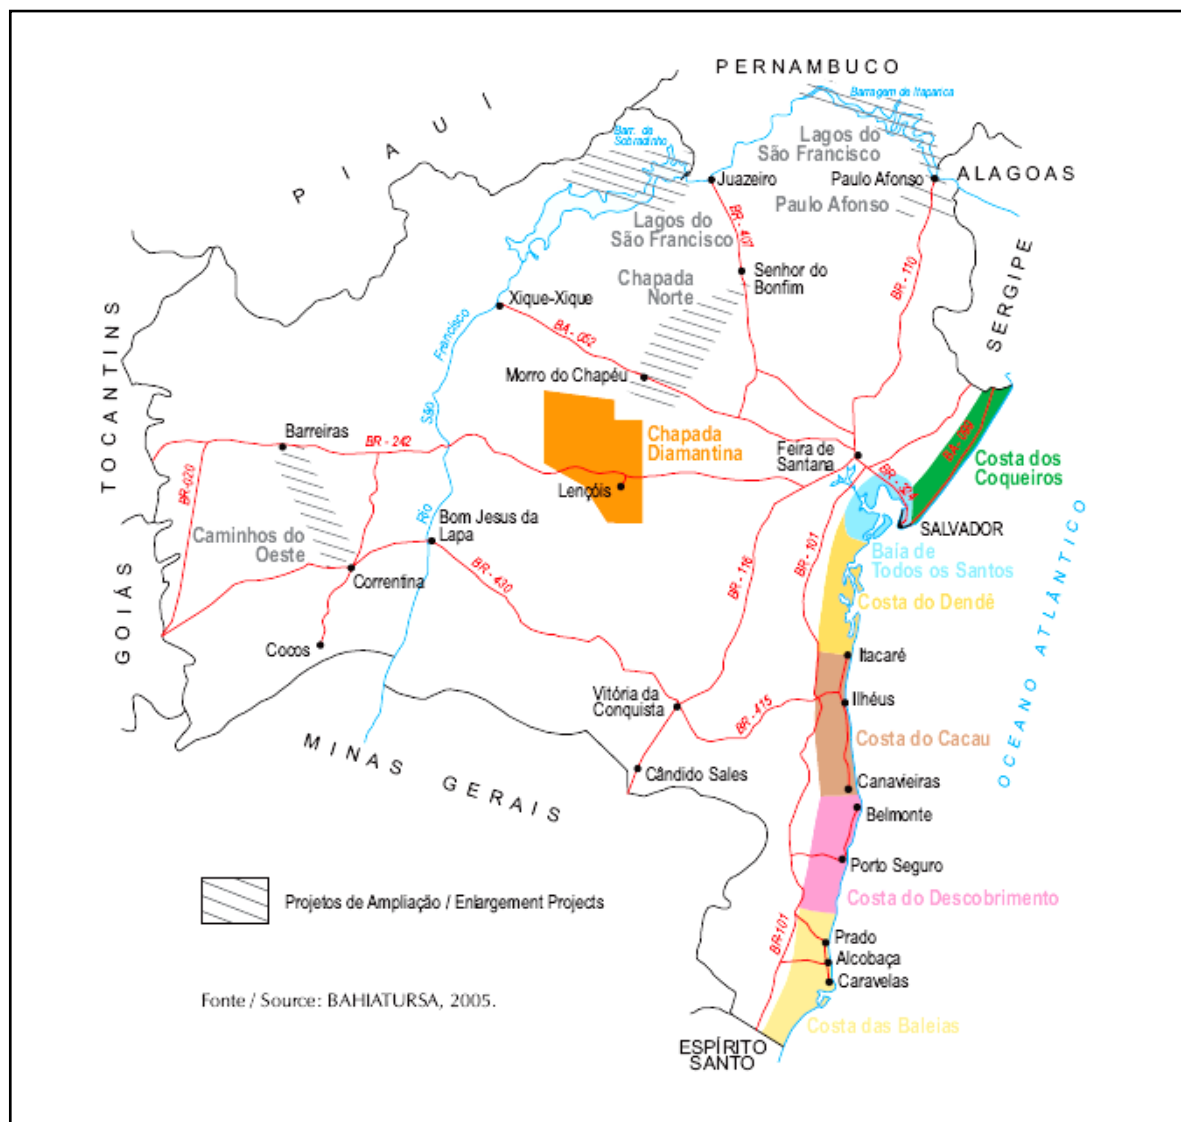 PERNAMBUCO
Barragem de Itaparica
PIAUÍ
Barr. de
Sobradinho
Lagos do
São Francisco
Juazeiro
Paulo Afonso
ALAGOAS
Paulo Afonso
Lagos do
São Francisco
BR - 407
Chapada
Norte
Senhor do
Bonfim
BR - 110
SERGIPE
Xique-Xique
BA - 052
Francisco
São
Rio
TOCANTINS
Morro do Chapéu
Barreiras
BR - 242
BR-020
Chapada
Diamantina
Lençóis
Feira de
Santana
BR - 324
BA-099
Costa dos
Coqueiros
SALVADOR
Caminhos do
Oeste
Bom Jesus da
Lapa
Correntina
BR - 430
BR - 116
BR - 101
Baía de
Todos os Santos
Costa do Dendê
GOIÁS
Cocos
OCEANO ATLÂNTICO
Itacaré
Vitória da
Conquista
BR - 415
Ilhéus
Costa do Cacau
MINAS GERAIS
Cândido Sales
Canavieiras
Belmonte
Porto Seguro
Costa do Descobrimento
Projetos de Ampliação / Enlargement Projects
BR-101
Prado
Alcobaça
Caravelas
Fonte / Source: BAHIATURSA, 2005.
Costa das Baleias
ESPÍRITO
SANTO